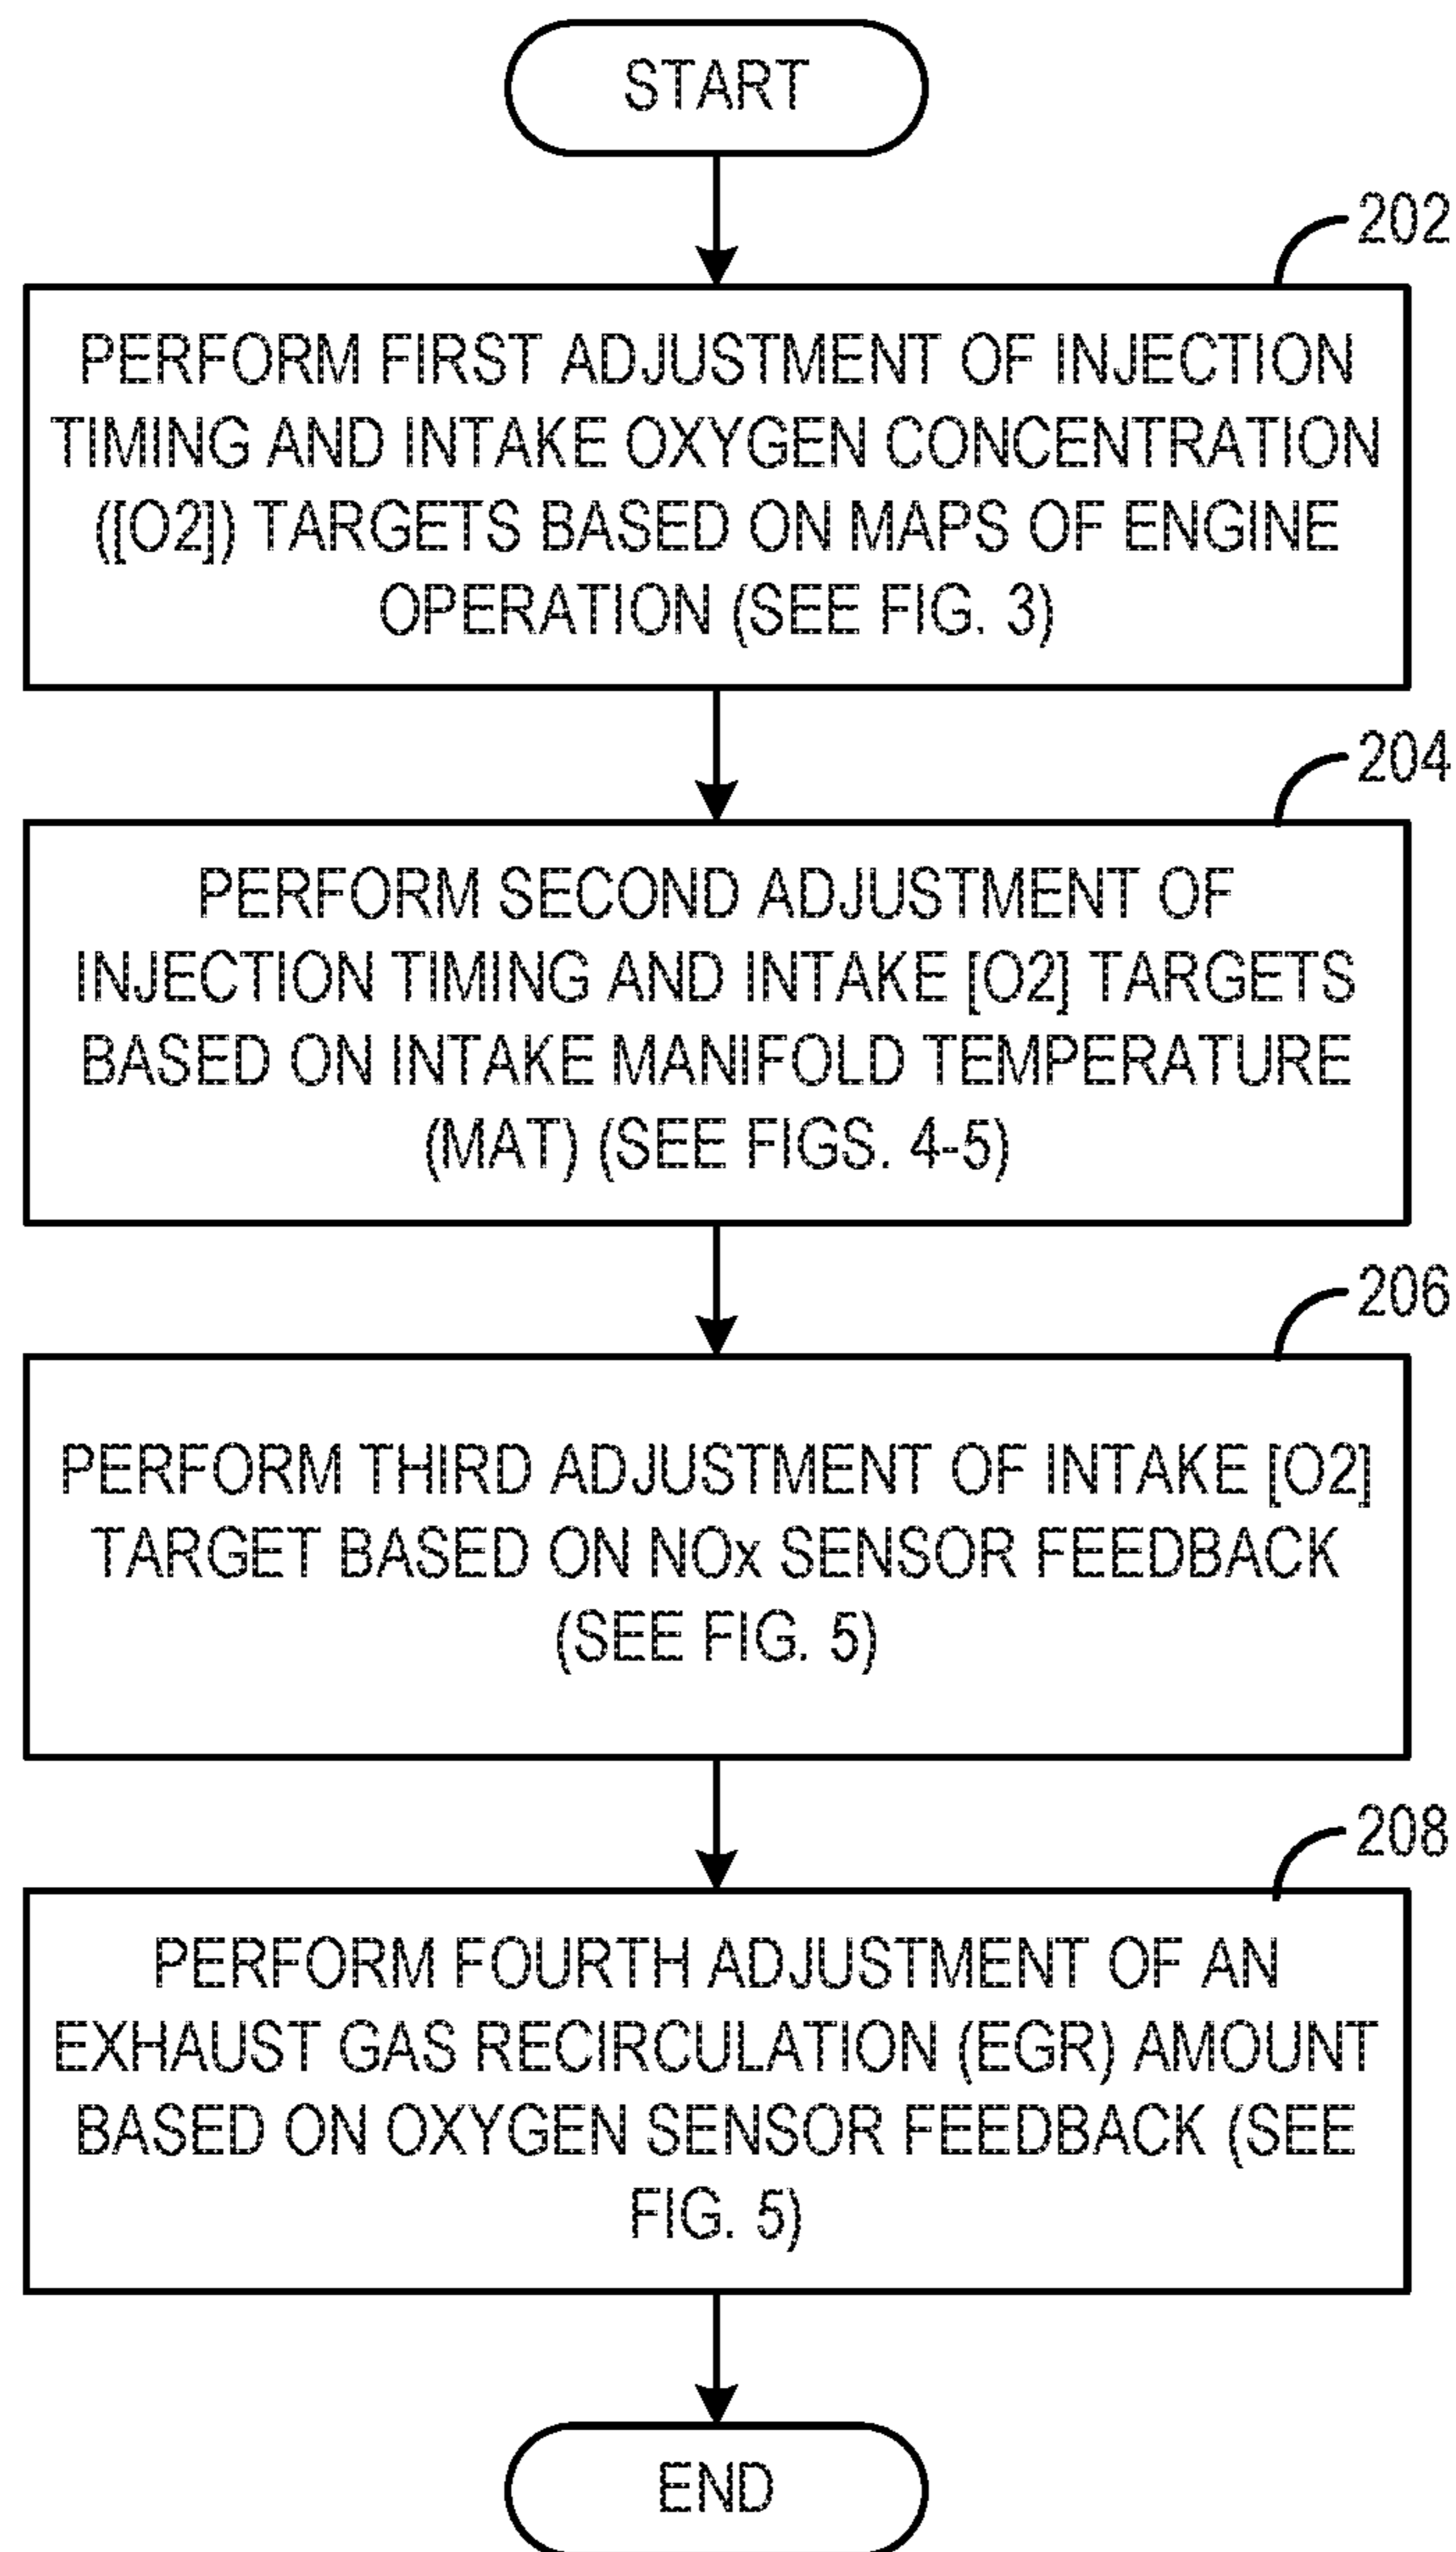 START
202
PERFORM FIRST ADJUSTMENT OF INJECTION
TIMING AND INTAKE OXYGEN CONCENTRATION
([O2]) TARGETS BASED ON MAPS OF ENGINE
OPERATION (SEE FIG. 3)
204
PERFORM SECOND ADJUSTMENT OF
INJECTION TIMING AND INTAKE [O2] TARGETS
BASED ON INTAKE MANIFOLD TEMPERATURE
(MAT) (SEE FIGS. 4-5)
206
PERFORM THIRD ADJUSTMENT OF INTAKE [O2]
TARGET BASED ON NOx SENSOR FEEDBACK
(SEE FIG. 5)
208
PERFORM FOURTH ADJUSTMENT OF AN
EXHAUST GAS RECIRCULATION (EGR) AMOUNT
BASED ON OXYGEN SENSOR FEEDBACK (SEE
FIG. 5)
END